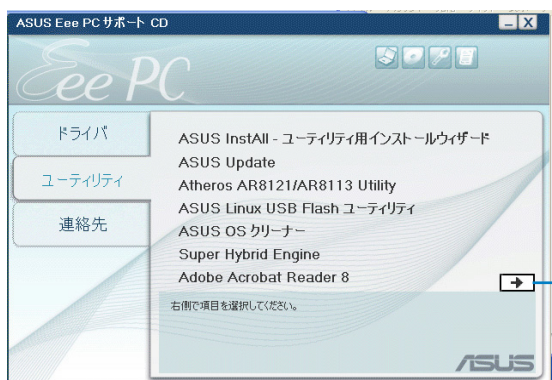 ASUS Eee PC サポート CD
Eee PC
ドライバ
ユーティリティ
連絡先
ASUS InstAll - ユーティリティ用インストールウィザード
ASUS Update
Atheros AR8121/AR8113 Utility
ASUS Linux USB Flash ユーティリティ
ASUS OS クリーナー
Super Hybrid Engine
Adobe Acrobat Reader 8
右側で項目を選択してください。
ASUS